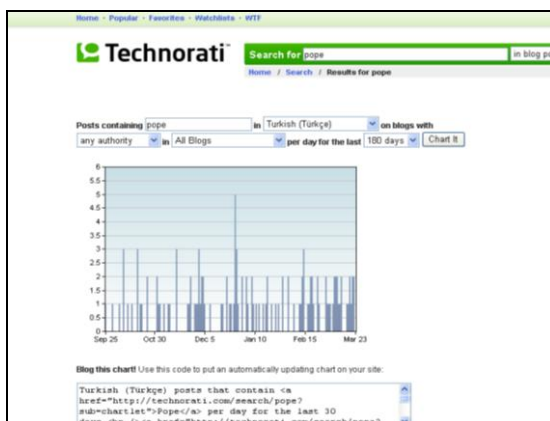 Home · Popular · Favorites · Watchlists · WTF
Technorati
Search for pope in blog po
Home / Search / Results for pope
Posts containing pope in Turkish (Türkçe) on blogs with
any authority in All Blogs per day for the last 180 days Chart It
6
5.5
5
4.5
4
3.5
3
2.5
2
1.5
1
0.5
0
Sep 25 Oct 30 Dec 5 Jan 10 Feb 15 Mar 23
Blog this chart! Use this code to put an automatically updating chart on your site:
Turkish (Türkçe) posts that contain <a
href="http://technorati.com/search/pope?
sub=chartlet">Pope</a> per day for the last 30